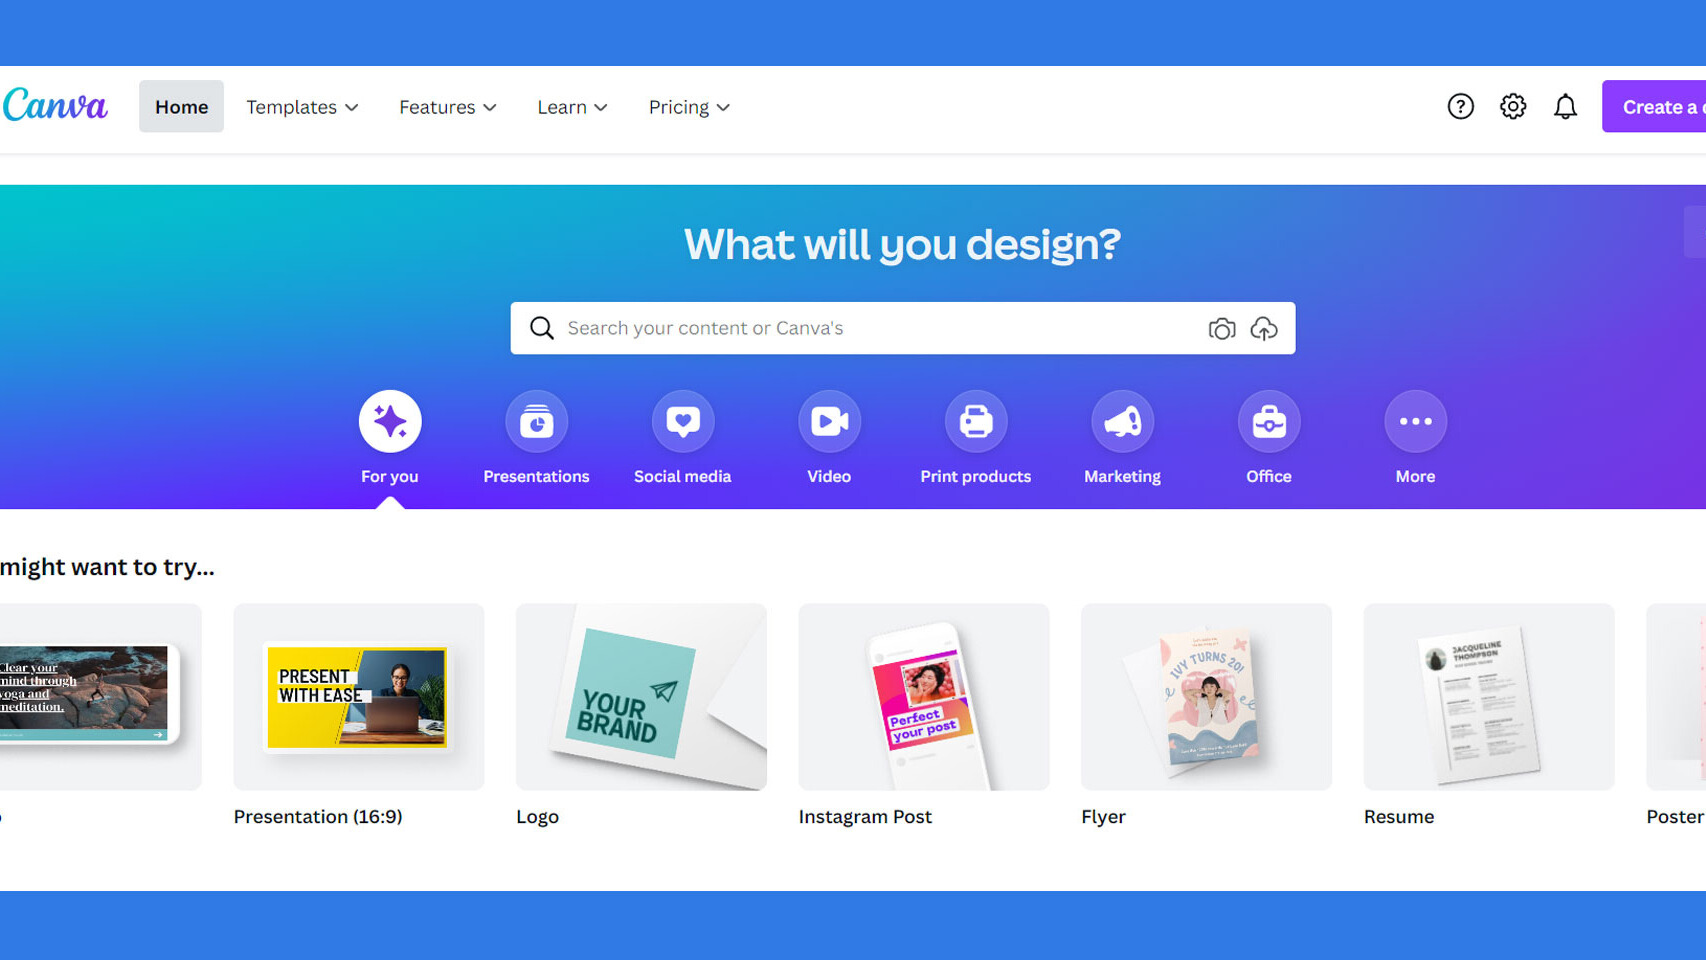 Canva
Home
Templates
Features
Learn
Pricing
Create a
What will you design?
Search your content or Canva's
For you
Presentations
Social media
Video
Print products
Marketing
Office
More
might want to try...
Clear your
mind through
yoga and
meditation.
PRESENT
WITH EASE
YOUR
BRAND
Perfect
your post
IVY TURNS 20!
JACQUELINE
THOMPSON
Presentation (16:9)
Logo
Instagram Post
Flyer
Resume
Poster